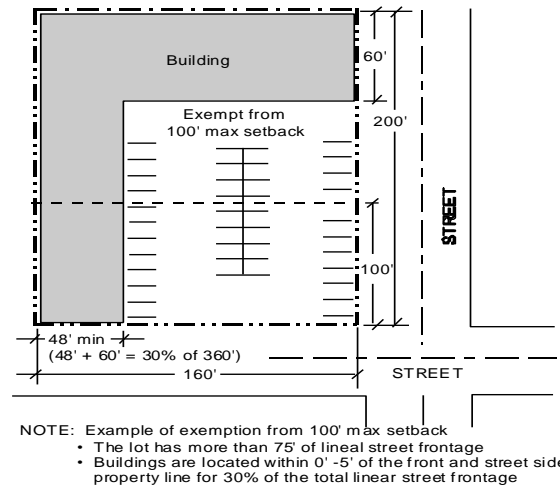 Building
60'
Exempt from
100' max setback
200'
STREET
100'
48' min
(48' + 60' = 30% of 360')
160'
STREET
NOTE: Example of exemption from 100' max setback
• The lot has more than 75' of lineal street frontage
• Buildings are located within 0' -5' of the front and street side
property line for 30% of the total linear street frontage